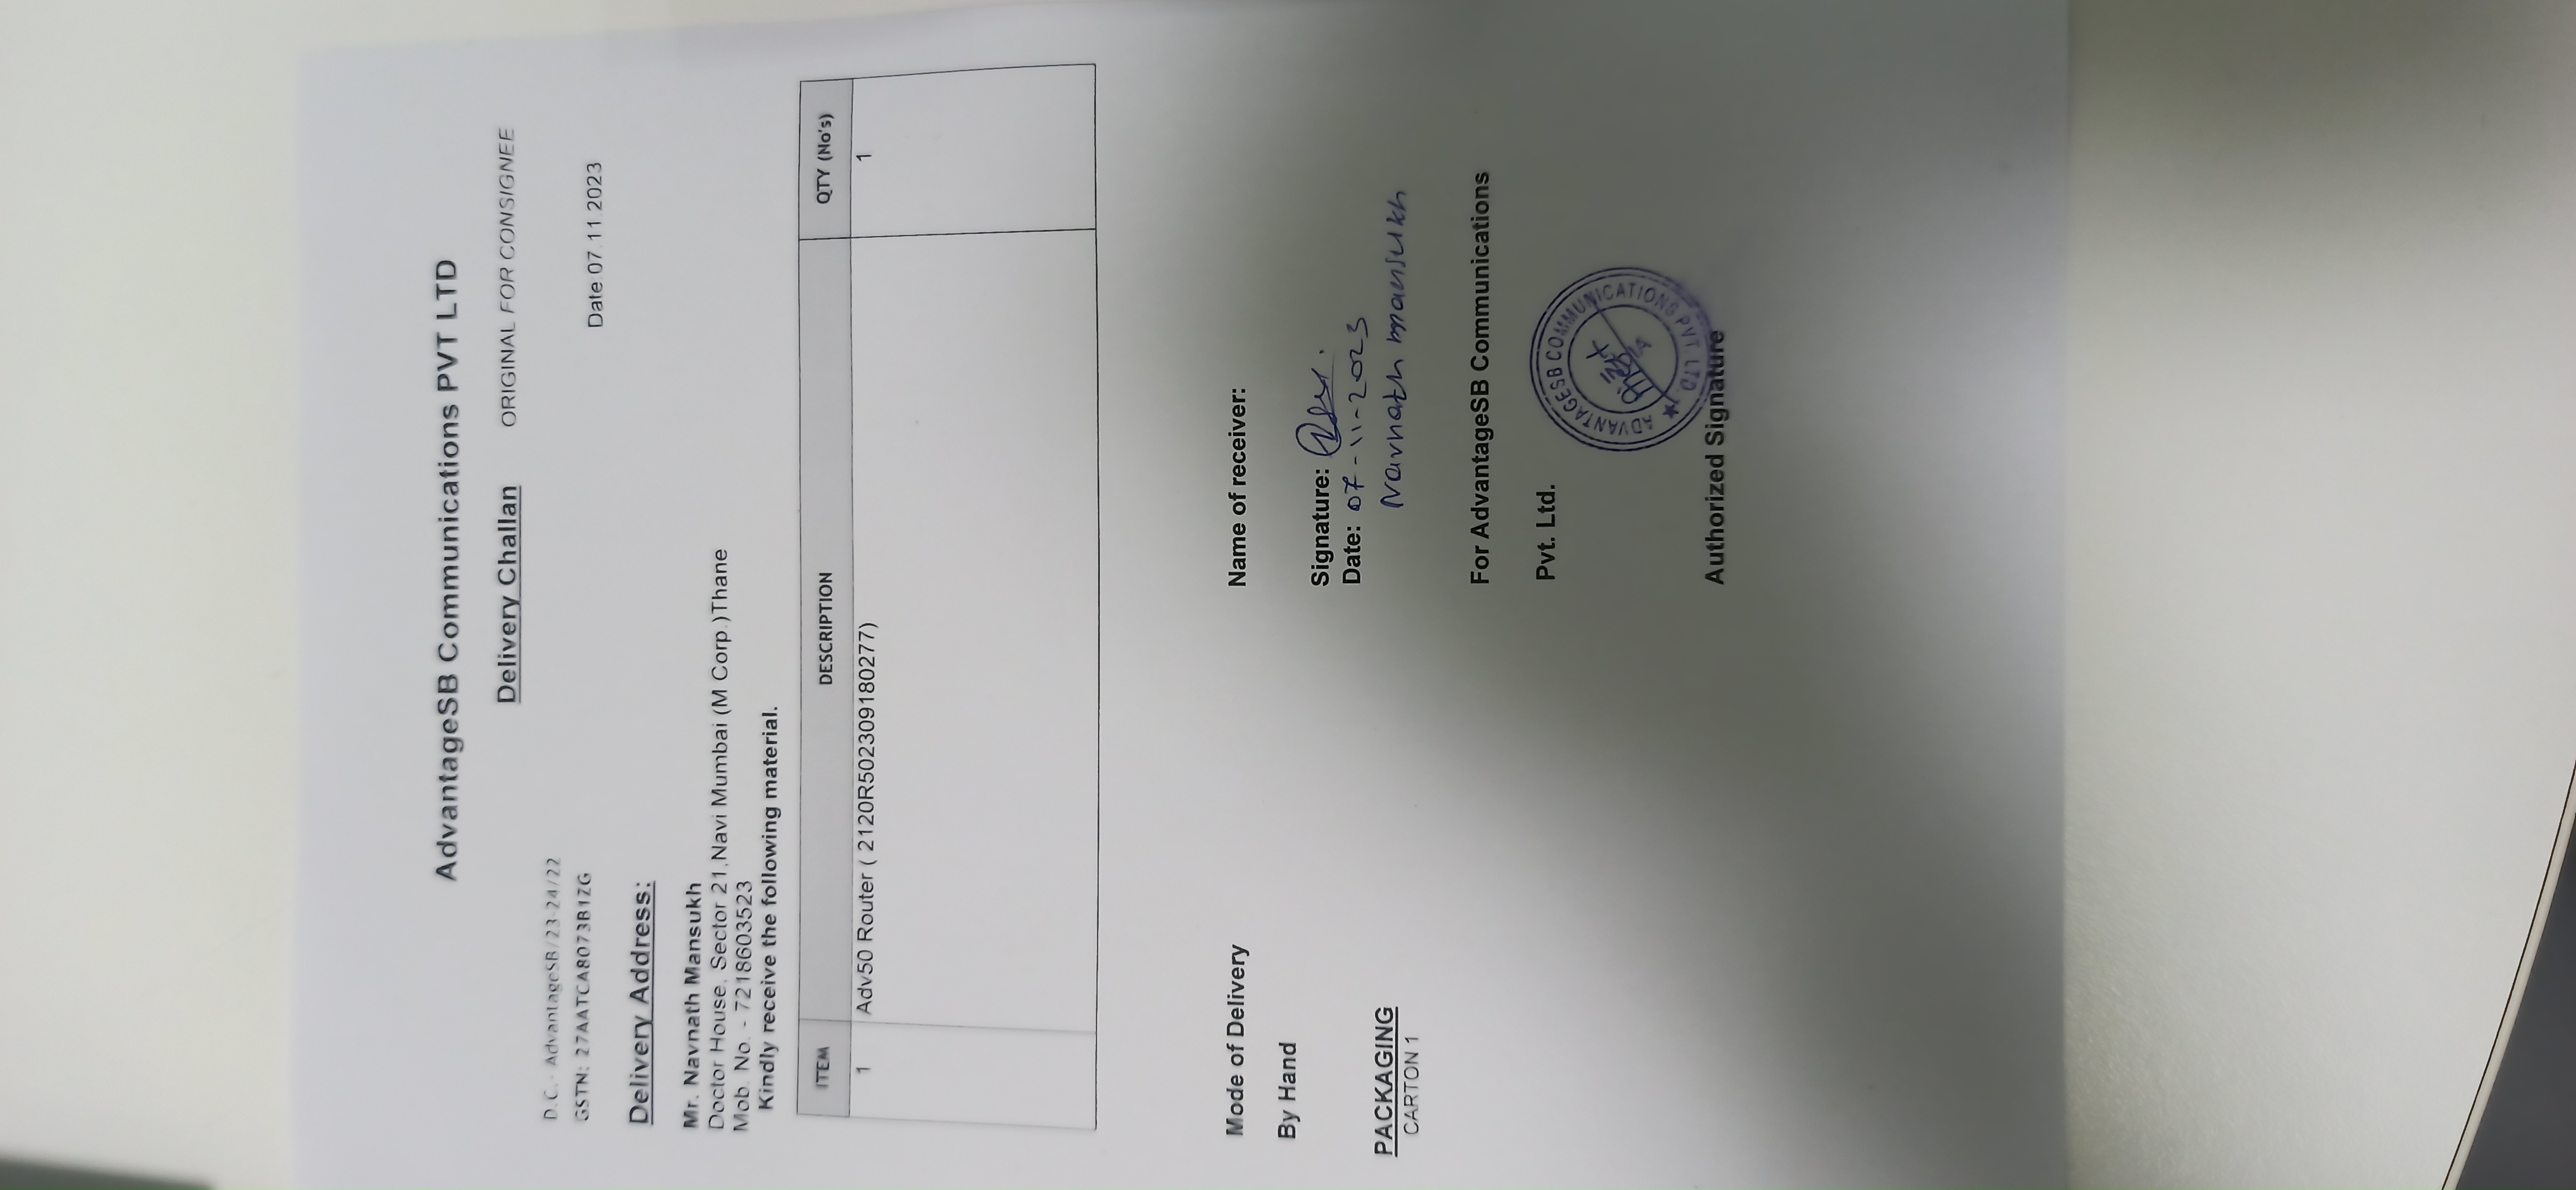 AdvantageSB Communications PVT LTD
Delivery Challan ORIGINAL FOR CONSIGNEE
D.C.- AdvantageSB/23-24/22
GSTN: 27AATCA8073B1ZG
Date 07.11.2023
Delivery Address:
Mr. Navnath Mansukh
Doctor House, Sector 21,Navi Mumbai (M Corp.)Thane
Mob. No. - 7218603523
Kindly receive the following material.
ITEM DESCRIPTION QTY (No's)
1 Adv50 Router ( 2120R502309180277) 1
Mode of Delivery
By Hand
PACKAGING
CARTON 1
Name of receiver:
Signature:
Date: 07-11-2023
Navnath Mansukh
For AdvantageSB Communications
Pvt. Ltd.
ADVANTAGESB COMMUNICATIONS PVT. LTD.
Authorized Signature